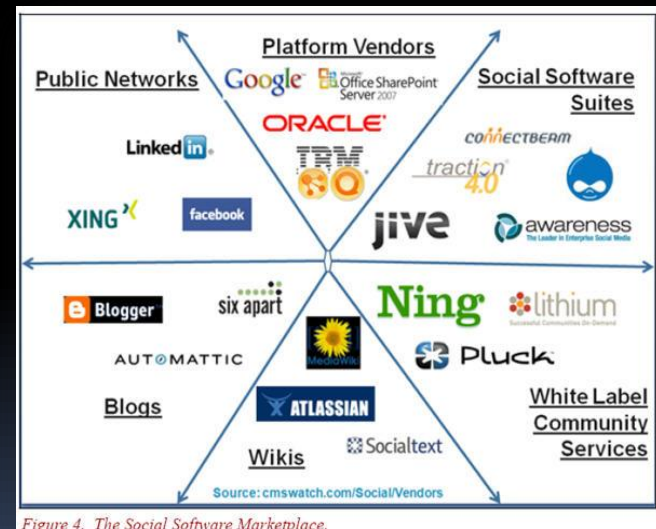 Platform Vendors
Public Networks
Google
Microsoft
Office SharePoint
Server 2007
Social Software
Suites
ORACLE
IBM
LinkedIn
XING
facebook
connectbeam
traction
4.0
jive
awareness
The Leader in Enterprise Social Media
Blogger
six apart
AUTOMATTIC
Blogs
MediaWiki
ATLASSIAN
Socialtext
Wikis
Ning
lithium
Successful Communities On-Demand
Pluck
White Label
Community
Services
Source: cmswatch.com/Social/Vendors
Figure 4. The Social Software Marketplace.